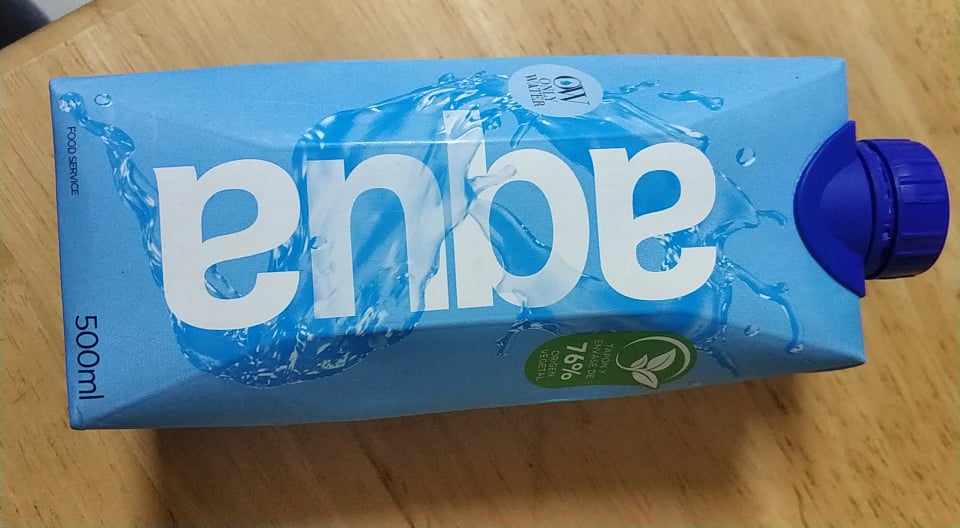 OW
ONLY
WATER
aqua
TAPÓN Y
ENVASE DE
76%
ORIGEN
VEGETAL
FOOD SERVICE
500ml